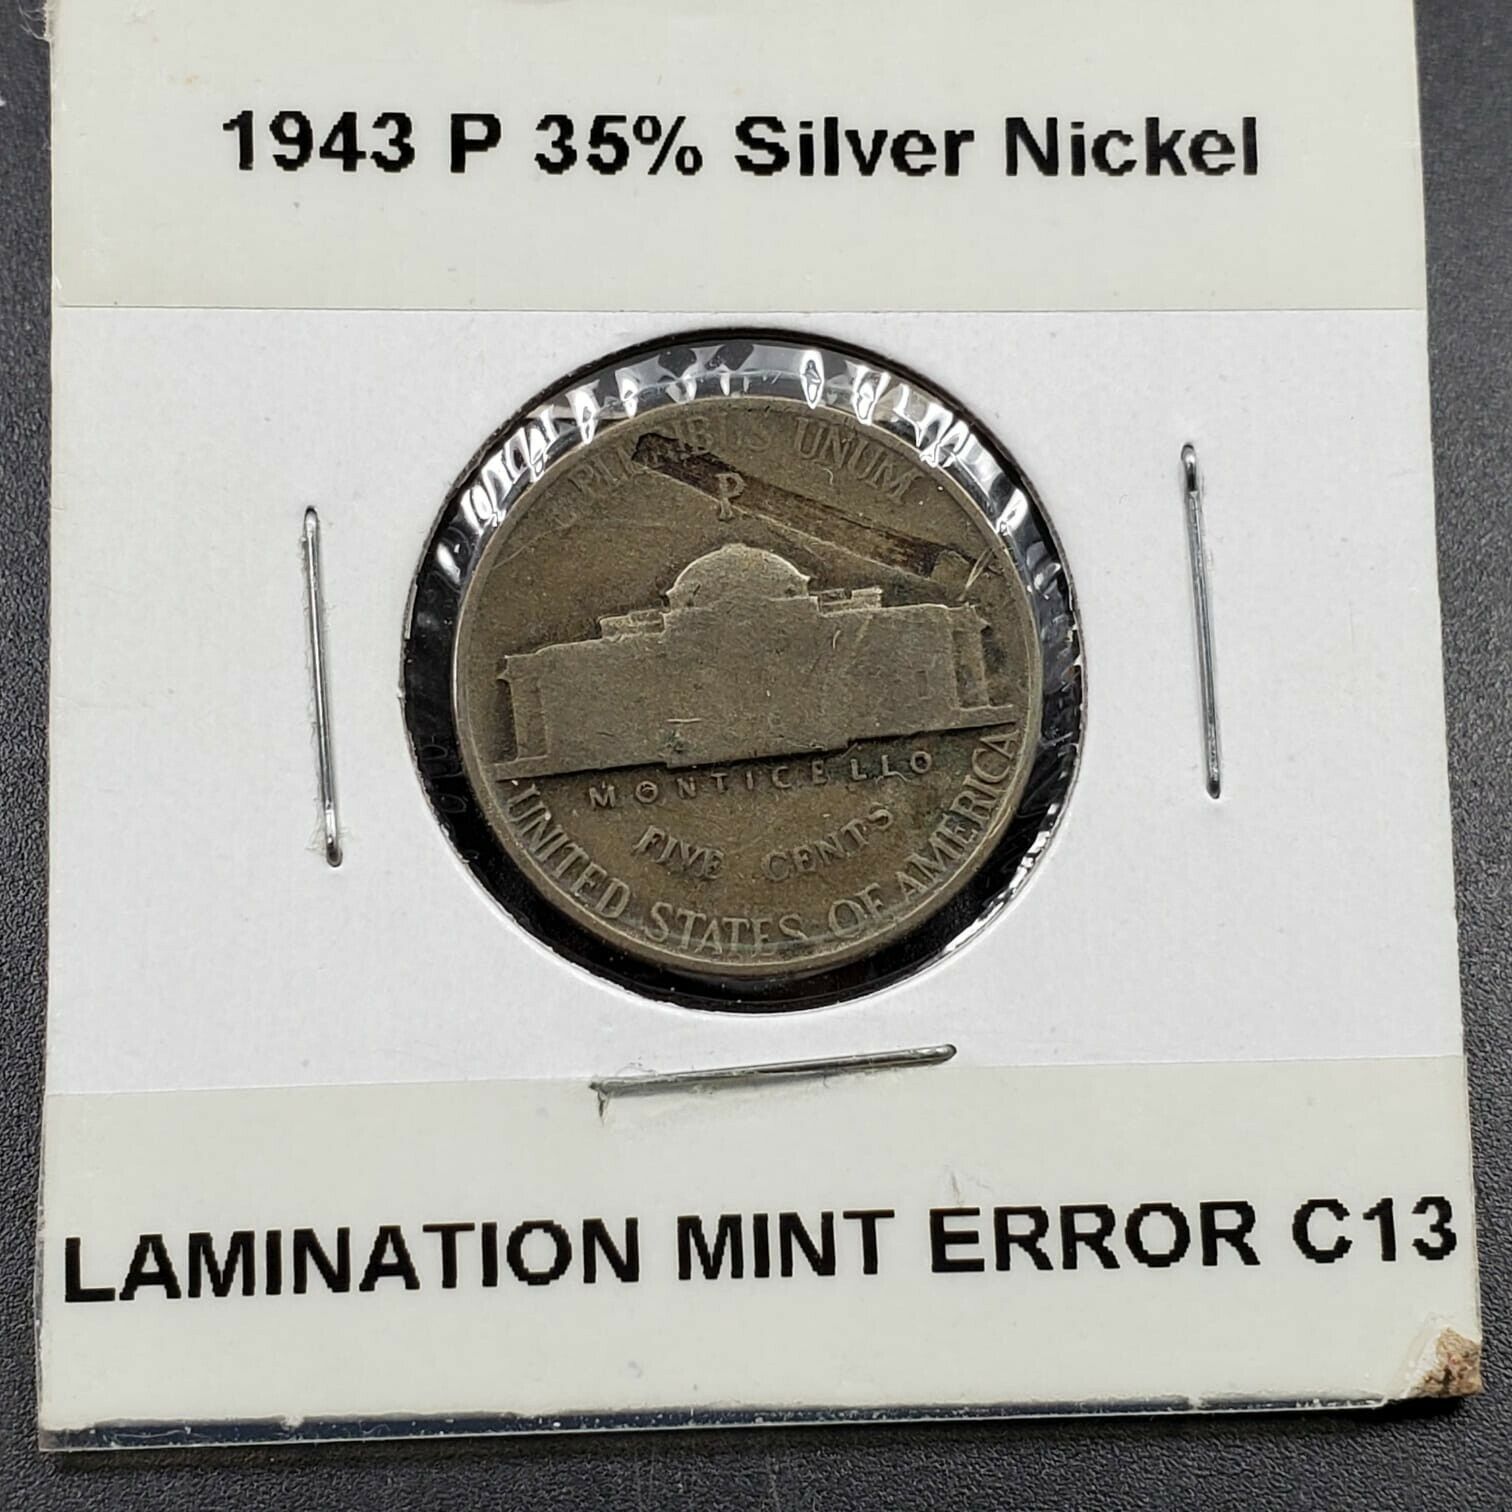 1943 P 35% Silver Nickel
E PLURIBUS UNUM
P
MONTICELLO
FIVE CENTS
UNITED STATES OF AMERICA
LAMINATION MINT ERROR C13